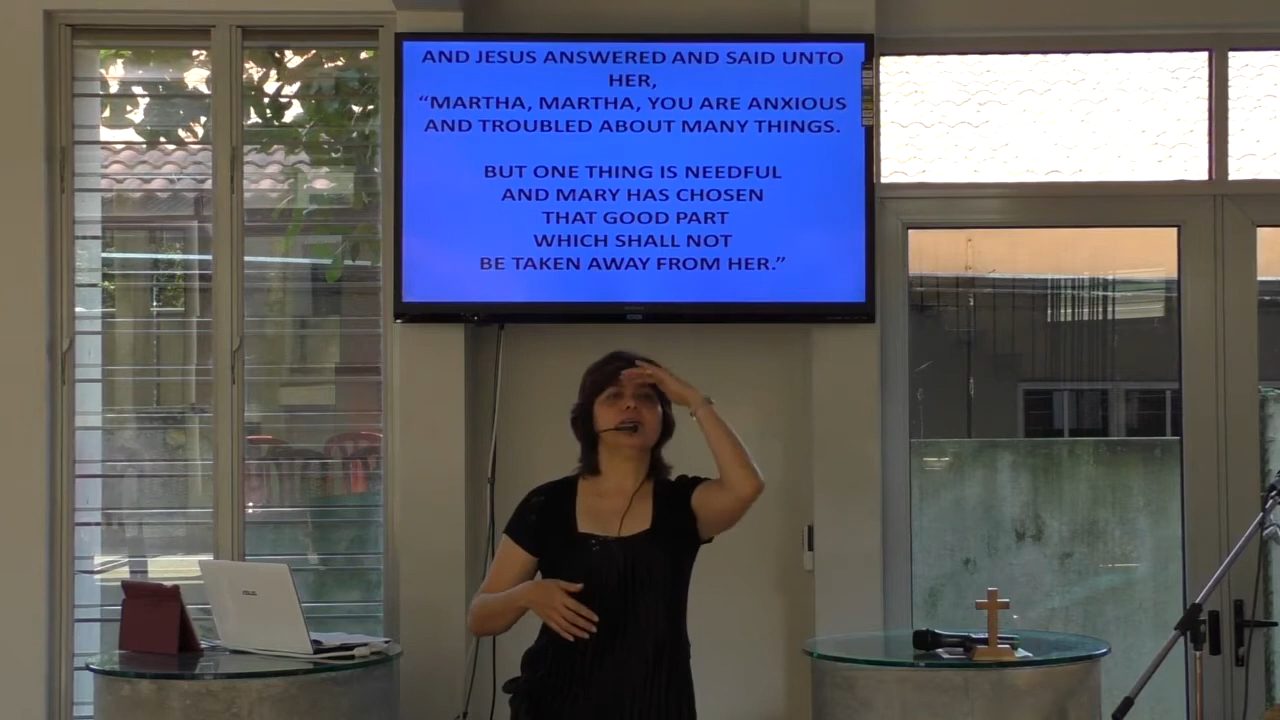 AND JESUS ANSWERED AND SAID UNTO
HER,
“MARTHA, MARTHA, YOU ARE ANXIOUS
AND TROUBLED ABOUT MANY THINGS.
BUT ONE THING IS NEEDFUL
AND MARY HAS CHOSEN
THAT GOOD PART
WHICH SHALL NOT
BE TAKEN AWAY FROM HER.”
ASUS